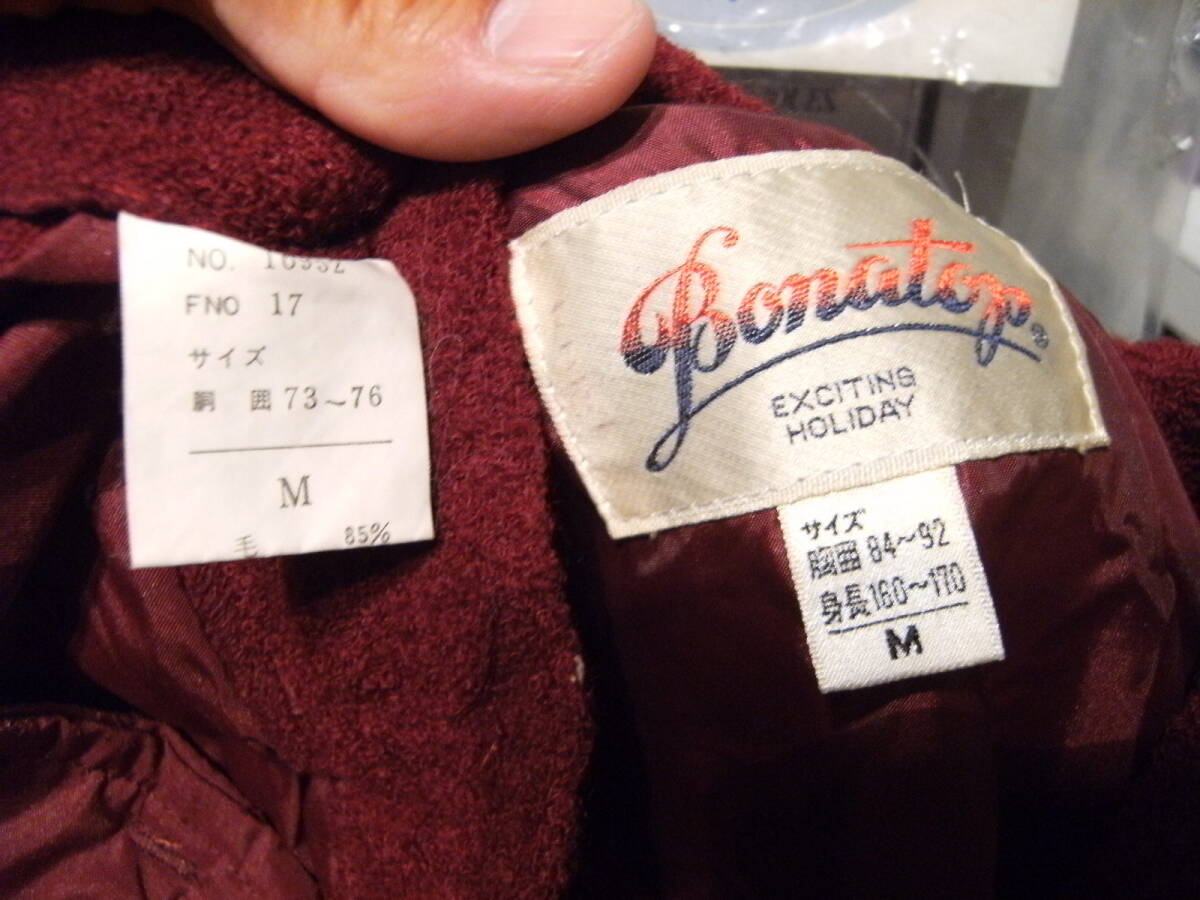 NO.
FNO 17
サイズ
胴 囲 73～76
M
毛 85%
Bonatop®
EXCITING
HOLIDAY
サイズ
胸囲 84～92
身長 160～170
M